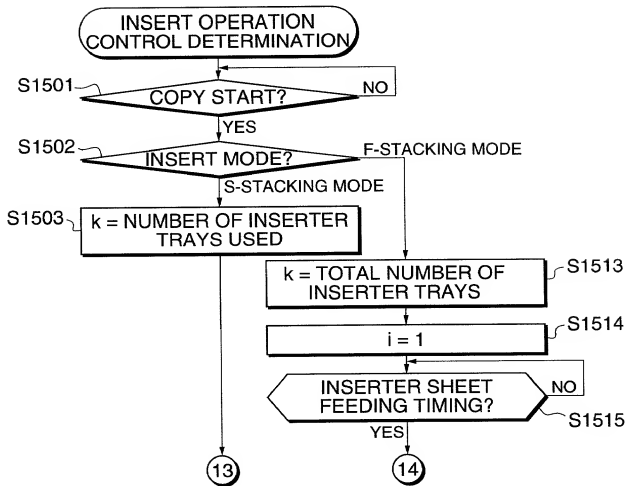 INSERT OPERATION
CONTROL DETERMINATION
S1501
COPY START?
NO
YES
S1502
INSERT MODE?
F-STACKING MODE
S-STACKING MODE
S1503
k = NUMBER OF INSERTER
TRAYS USED
k = TOTAL NUMBER OF
INSERTER TRAYS
S1513
i = 1
S1514
INSERTER SHEET
FEEDING TIMING?
NO
S1515
YES
13
14